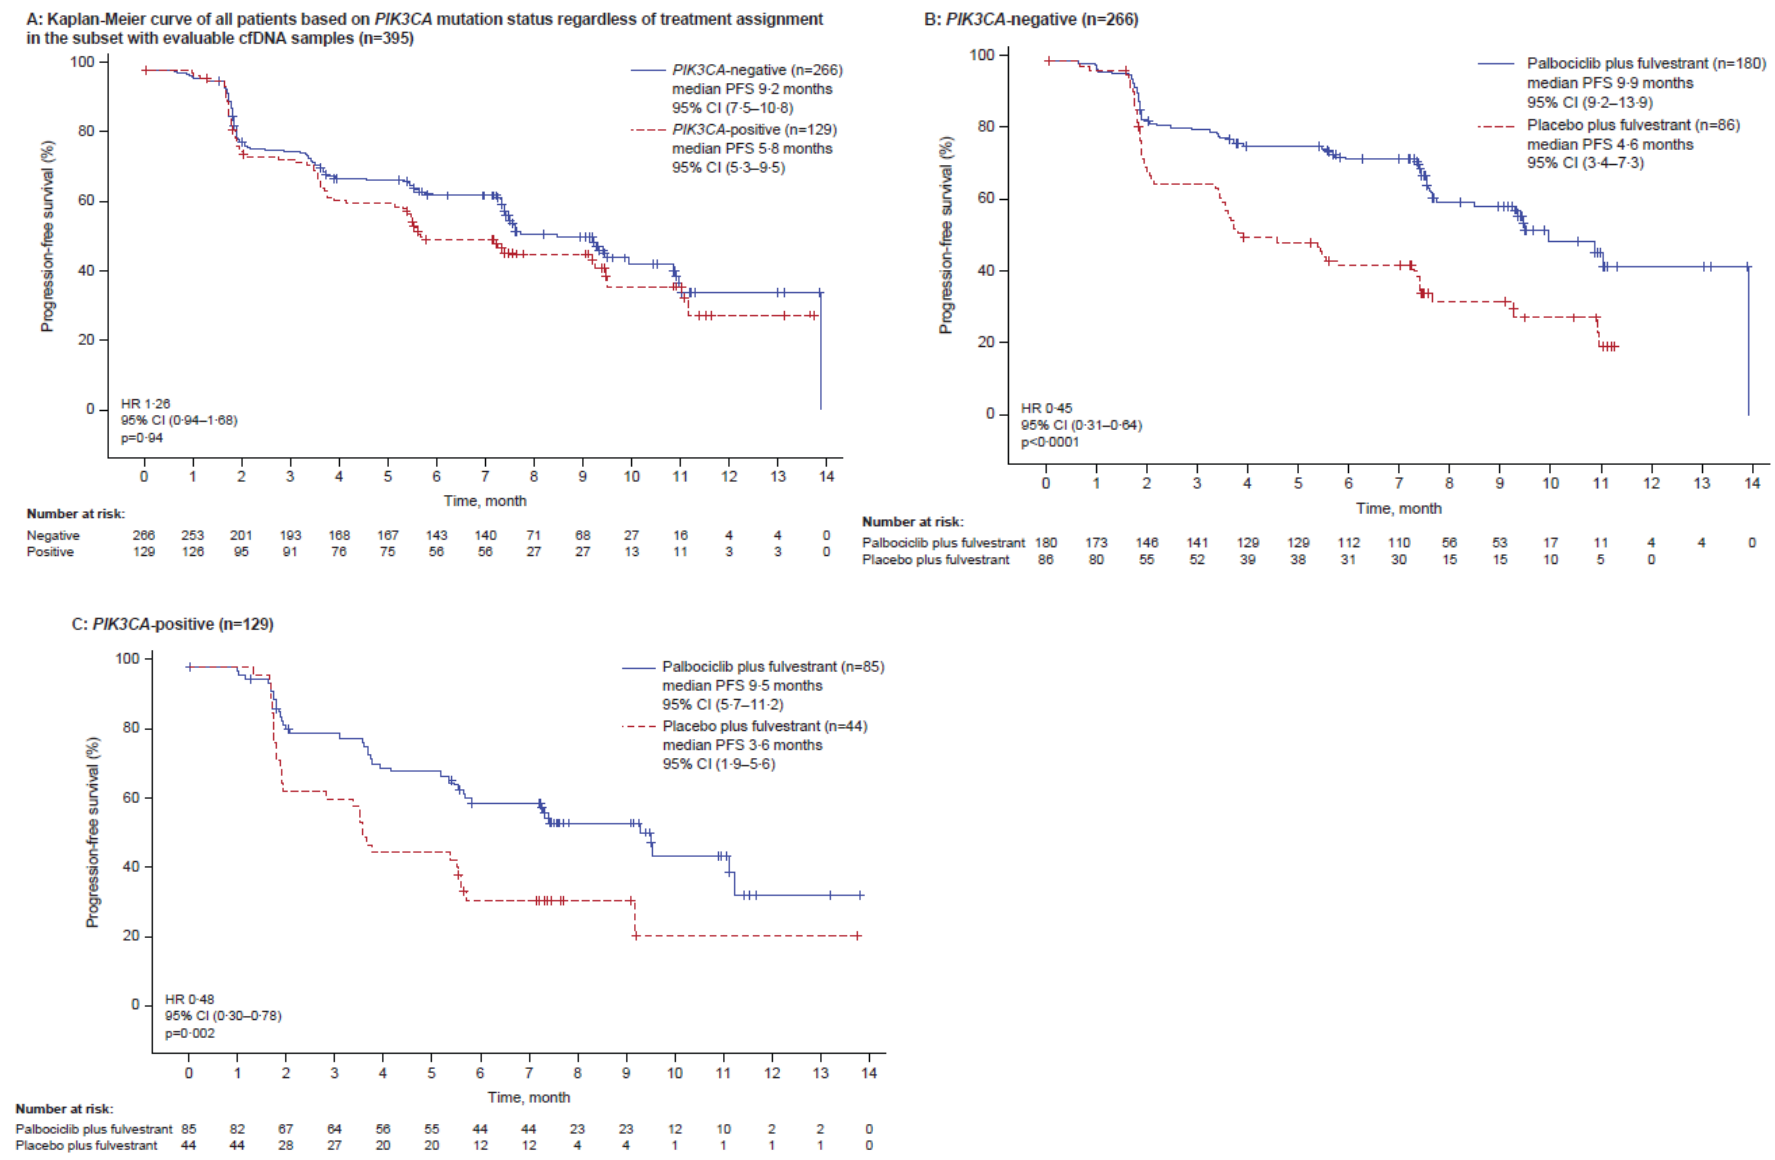 A: Kaplan-Meier curve of all patients based on PIK3CA mutation status regardless of treatment assignment
in the subset with evaluable cfDNA samples (n=395)
100
80
60
40
20
0
Progression-free survival (%)
PIK3CA-negative (n=266)
median PFS 9·2 months
95% CI (7·5–10·8)
PIK3CA-positive (n=129)
median PFS 5·8 months
95% CI (5·3–9·5)
HR 1·26
95% CI (0·94–1·68)
p=0·94
0 1 2 3 4 5 6 7 8 9 10 11 12 13 14
Time, month
Number at risk:
Negative 266 253 201 193 168 167 143 140 71 68 27 16 4 4 0
Positive 129 126 95 91 76 75 56 56 27 27 13 11 3 3 0
B: PIK3CA-negative (n=266)
100
80
60
40
20
0
Progression-free survival (%)
Palbociclib plus fulvestrant (n=180)
median PFS 9·9 months
95% CI (9·2–13·9)
Placebo plus fulvestrant (n=86)
median PFS 4·6 months
95% CI (3·4–7·3)
HR 0·45
95% CI (0·31–0·64)
p<0·0001
0 1 2 3 4 5 6 7 8 9 10 11 12 13 14
Time, month
Number at risk:
Palbociclib plus fulvestrant 180 173 146 141 129 129 112 110 56 53 17 11 4 4 0
Placebo plus fulvestrant 86 80 55 52 39 38 31 30 15 15 10 5 0
C: PIK3CA-positive (n=129)
100
80
60
40
20
0
Progression-free survival (%)
Palbociclib plus fulvestrant (n=85)
median PFS 9·5 months
95% CI (5·7–11·2)
Placebo plus fulvestrant (n=44)
median PFS 3·6 months
95% CI (1·9–5·6)
HR 0·48
95% CI (0·30–0·78)
p=0·002
0 1 2 3 4 5 6 7 8 9 10 11 12 13 14
Time, month
Number at risk:
Palbociclib plus fulvestrant 85 82 67 64 56 55 44 44 23 23 12 10 2 2 0
Placebo plus fulvestrant 44 44 28 27 20 20 12 12 4 4 1 1 1 1 0